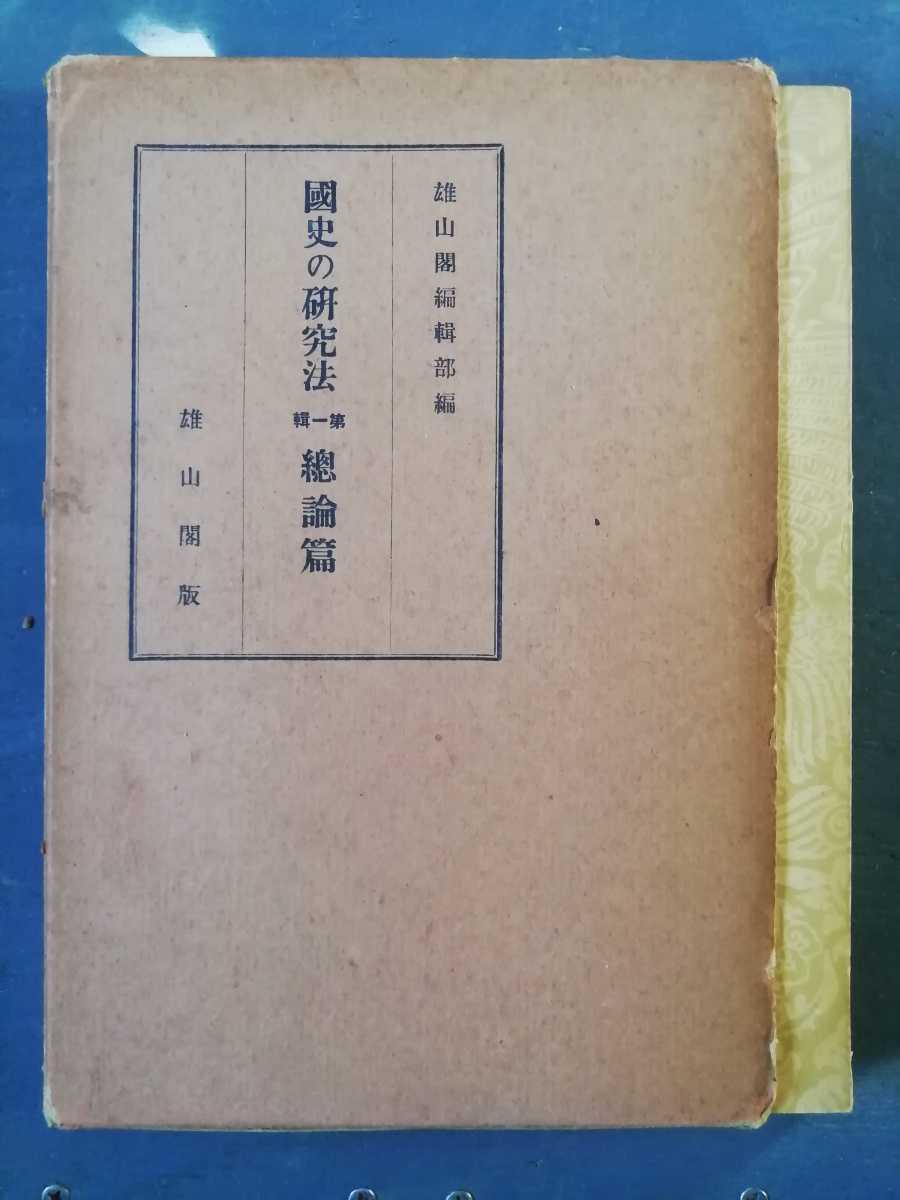 雄山閣編輯部編
國史の研究法 第一輯 總論篇
雄山閣版